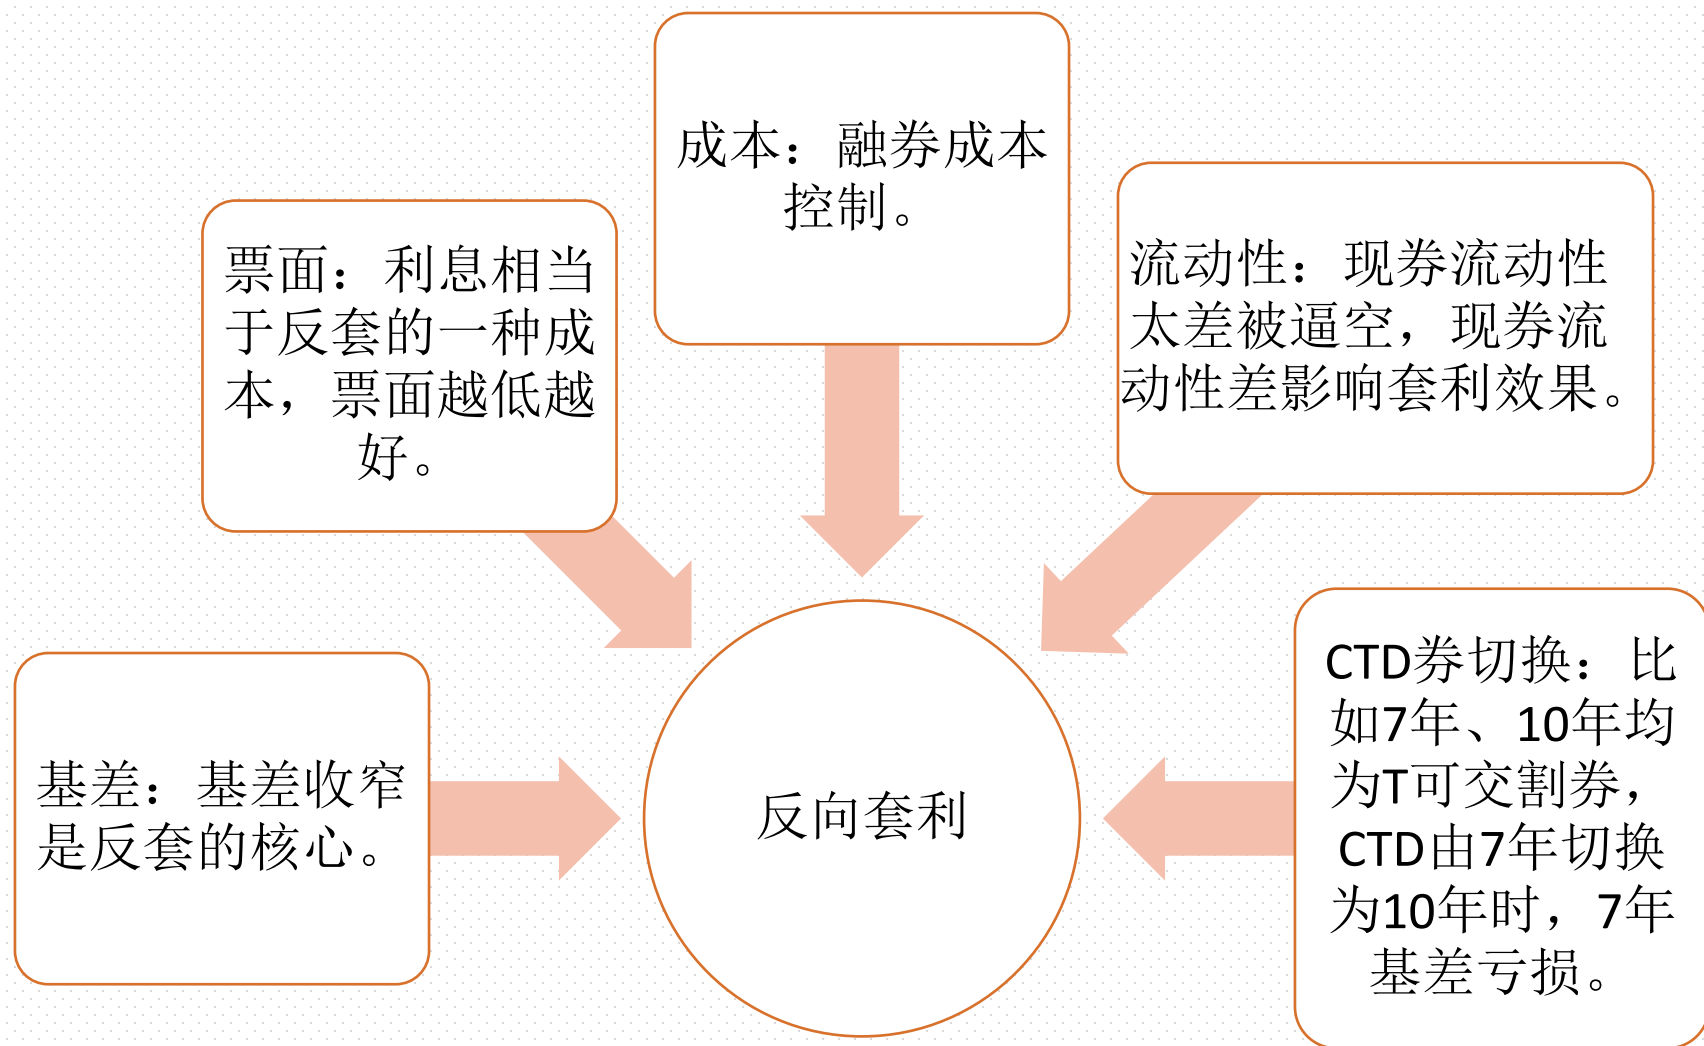 成本：融券成本
控制。
票面：利息相当
于反套的一种成
本，票面越低越
好。
流动性：现券流动性
太差被逼空，现券流
动性差影响套利效果。
基差：基差收窄
是反套的核心。
反向套利
CTD券切换：比
如7年、10年均
为T可交割券，
CTD由7年切换
为10年时，7年
基差亏损。